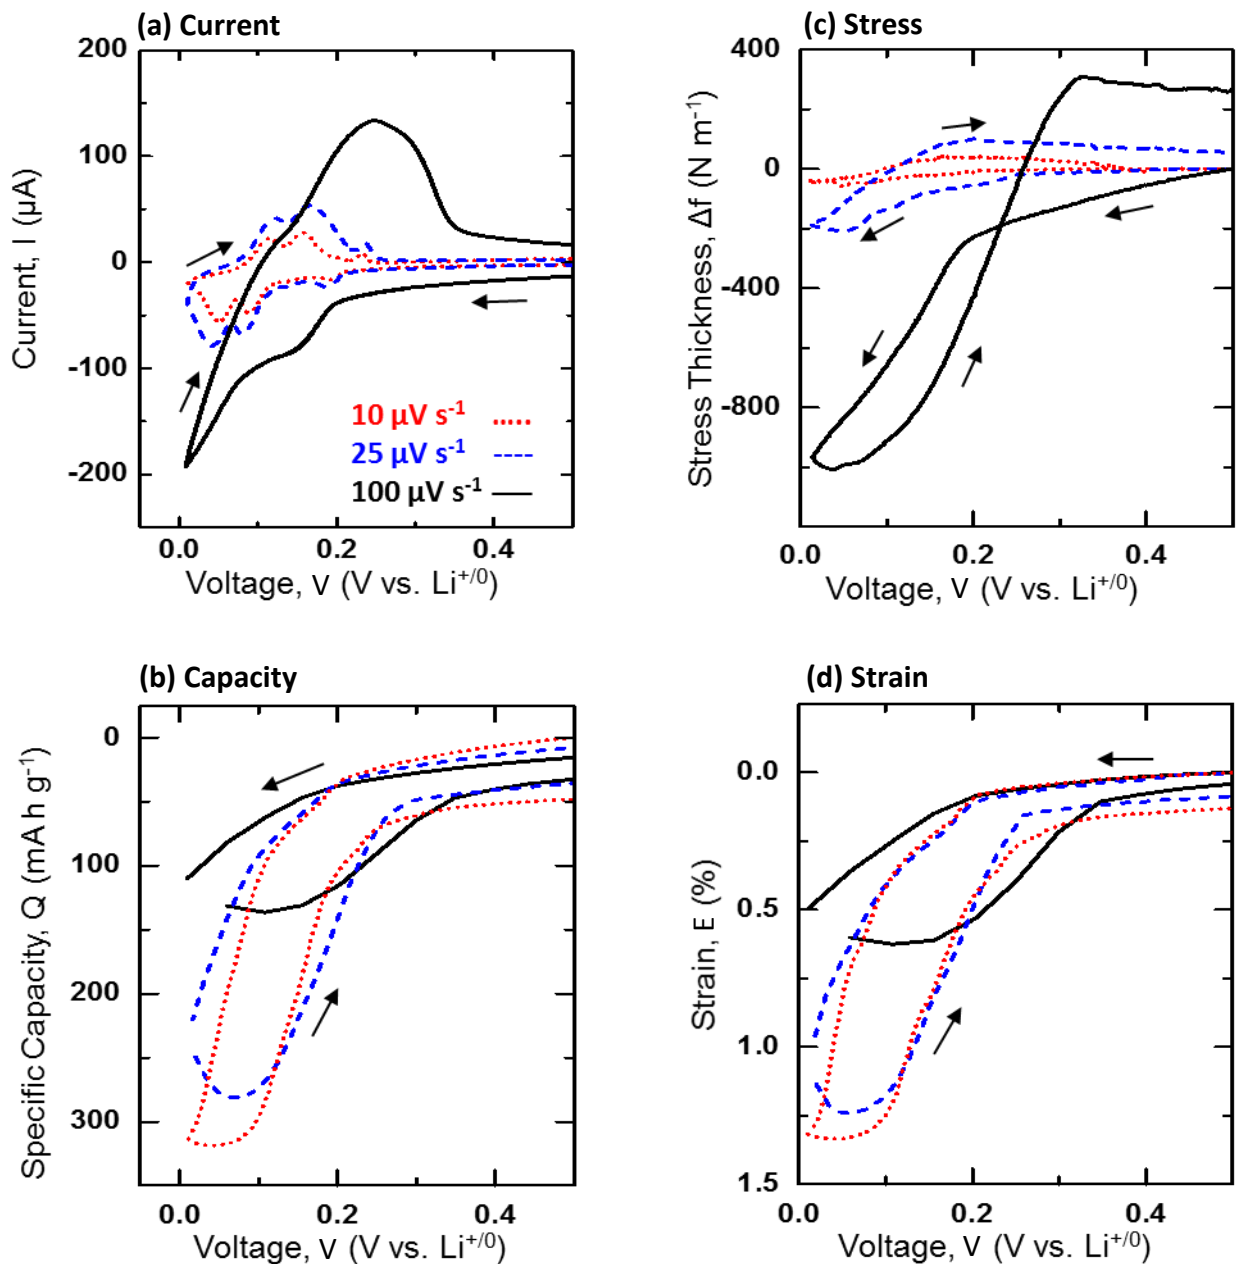 (a) Current
200
100
0
-100
-200
Current, I (μA)
10 μV s⁻¹
25 μV s⁻¹
100 μV s⁻¹
0.0 0.2 0.4
Voltage, V (V vs. Li⁺/⁰)
(c) Stress
400
0
-400
-800
Stress Thickness, Δf (N m⁻¹)
0.0 0.2 0.4
Voltage, V (V vs. Li⁺/⁰)
(b) Capacity
0
100
200
300
Specific Capacity, Q (mA h g⁻¹)
0.0 0.2 0.4
Voltage, V (V vs. Li⁺/⁰)
(d) Strain
0.0
0.5
1.0
1.5
Strain, E (%)
0.0 0.2 0.4
Voltage, V (V vs. Li⁺/⁰)